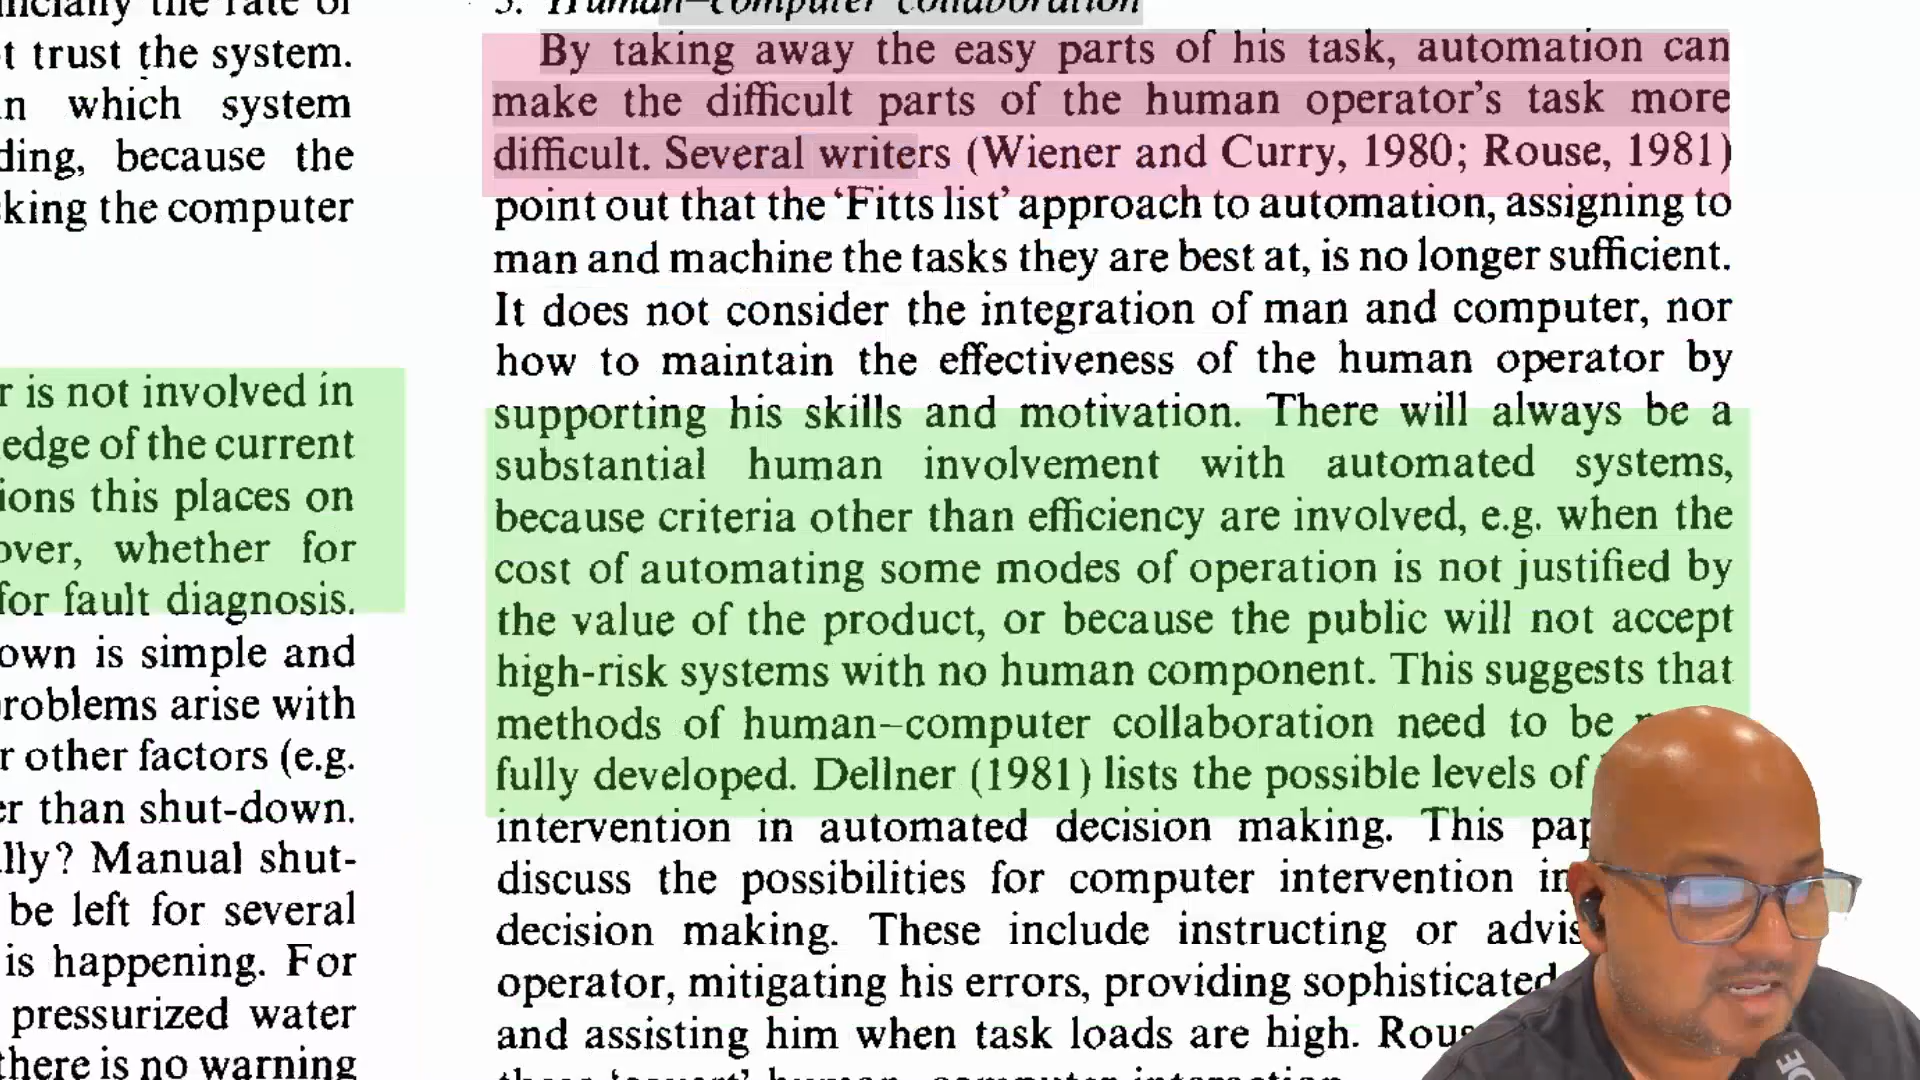 ncially the rate of
t trust the system.
n which system
ding, because the
king the computer
r is not involved in
edge of the current
ions this places on
over, whether for
for fault diagnosis.
own is simple and
roblems arise with
r other factors (e.g.
er than shut-down.
lly? Manual shut-
be left for several
is happening. For
pressurized water
there is no warning
3. Human–computer collaboration
By taking away the easy parts of his task, automation can
make the difficult parts of the human operator's task more
difficult. Several writers (Wiener and Curry, 1980; Rouse, 1981)
point out that the 'Fitts list' approach to automation, assigning to
man and machine the tasks they are best at, is no longer sufficient.
It does not consider the integration of man and computer, nor
how to maintain the effectiveness of the human operator by
supporting his skills and motivation. There will always be a
substantial human involvement with automated systems,
because criteria other than efficiency are involved, e.g. when the
cost of automating some modes of operation is not justified by
the value of the product, or because the public will not accept
high-risk systems with no human component. This suggests that
methods of human–computer collaboration need to be
fully developed. Dellner (1981) lists the possible levels of
intervention in automated decision making. This pap
discuss the possibilities for computer intervention in
decision making. These include instructing or advis
operator, mitigating his errors, providing sophisticated
and assisting him when task loads are high. Rous
these 'covert' human–computer interaction.